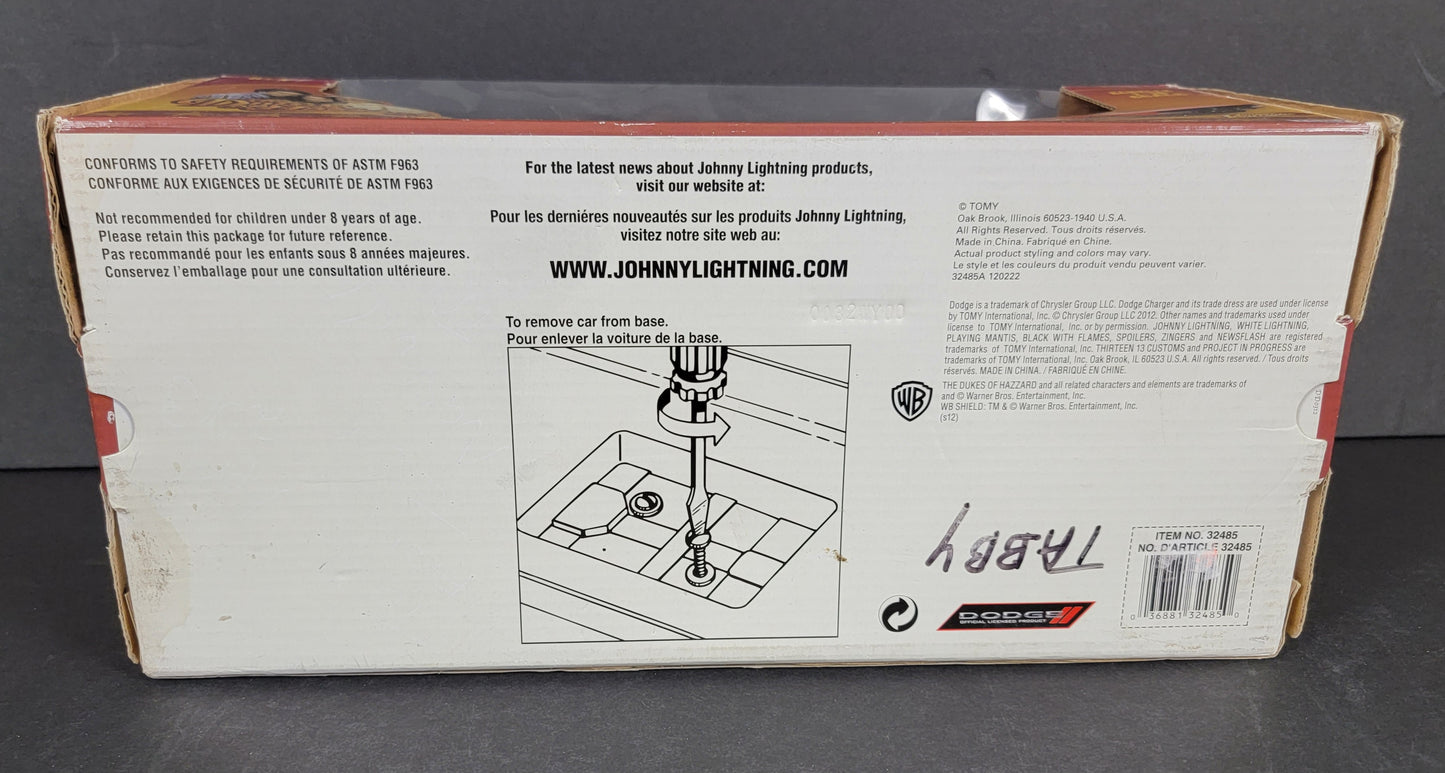 CONFORMS TO SAFETY REQUIREMENTS OF ASTM F963
CONFORME AUX EXIGENCES DE SÉCURITÉ DE ASTM F963
Not recommended for children under 8 years of age.
Please retain this package for future reference.
Pas recommandé pour les enfants sous 8 années majeures.
Conservez l'emballage pour une consultation ultérieure.
For the latest news about Johnny Lightning products,
visit our website at:
Pour les derniéres nouveautés sur les produits Johnny Lightning,
visitez notre site web au:
WWW.JOHNNYLIGHTNING.COM
To remove car from base.
Pour enlever la voiture de la base.
© TOMY
Oak Brook, Illinois 60523-1940 U.S.A.
All Rights Reserved. Tous droits réservés.
Made in China. Fabriqué en Chine.
Actual product styling and colors may vary.
Le style et les couleurs du produit vendu peuvent varier.
32485A 120222
Dodge is a trademark of Chrysler Group LLC. Dodge Charger and its trade dress are used under license
by TOMY International, Inc. © Chrysler Group LLC 2012. Other names and trademarks used under
license to TOMY International, Inc. or by permission. JOHNNY LIGHTNING, WHITE LIGHTNING,
PLAYING MANTIS, BLACK WITH FLAMES, SPOILERS, ZINGERS and NEWSFLASH are registered
trademarks of TOMY International, Inc. THIRTEEN 13 CUSTOMS and PROJECT IN PROGRESS are
trademarks of TOMY International, Inc. Oak Brook, IL 60523 U.S.A. All rights reserved. / Tous droits
réservés. MADE IN CHINA. / FABRIQUÉ EN CHINE.
WB
THE DUKES OF HAZZARD and all related characters and elements are trademarks of
and © Warner Bros. Entertainment, Inc.
WB SHIELD: TM & © Warner Bros. Entertainment, Inc.
(s12)
TABBY
DODGE
OFFICIAL LICENSED PRODUCT
ITEM NO. 32485
NO. D'ARTICLE 32485
0 36881 32485 0